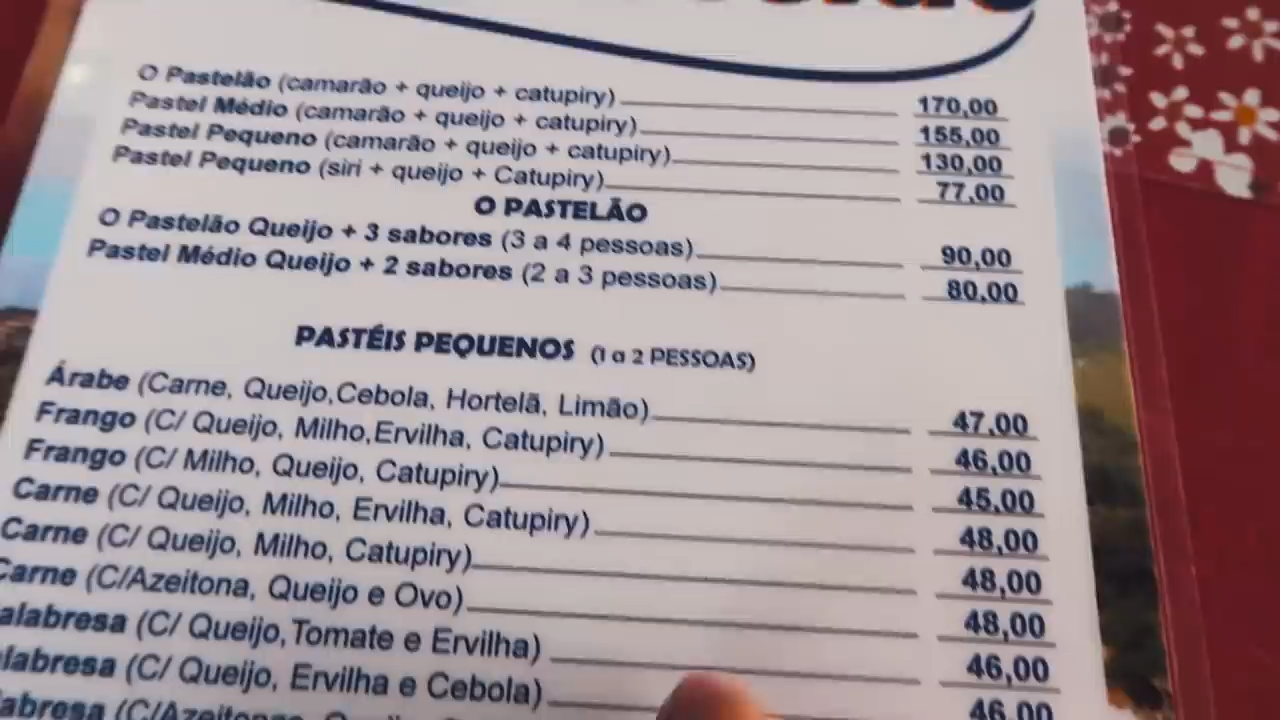 O Pastelão (camarão + queijo + catupiry) 170,00
Pastel Médio (camarão + queijo + catupiry) 155,00
Pastel Pequeno (camarão + queijo + catupiry) 130,00
Pastel Pequeno (siri + queijo + Catupiry) 77,00
O PASTELÃO
O Pastelão Queijo + 3 sabores (3 a 4 pessoas) 90,00
Pastel Médio Queijo + 2 sabores (2 a 3 pessoas) 80,00
PASTÉIS PEQUENOS (1 a 2 PESSOAS)
Árabe (Carne, Queijo,Cebola, Hortelã, Limão) 47,00
Frango (C/ Queijo, Milho,Ervilha, Catupiry) 46,00
Frango (C/ Milho, Queijo, Catupiry) 45,00
Carne (C/ Queijo, Milho, Ervilha, Catupiry) 48,00
Carne (C/ Queijo, Milho, Catupiry) 48,00
Carne (C/Azeitona, Queijo e Ovo) 48,00
alabresa (C/ Queijo,Tomate e Ervilha) 46,00
labresa (C/ Queijo, Ervilha e Cebola) 46,00
abresa (C/Azeitona